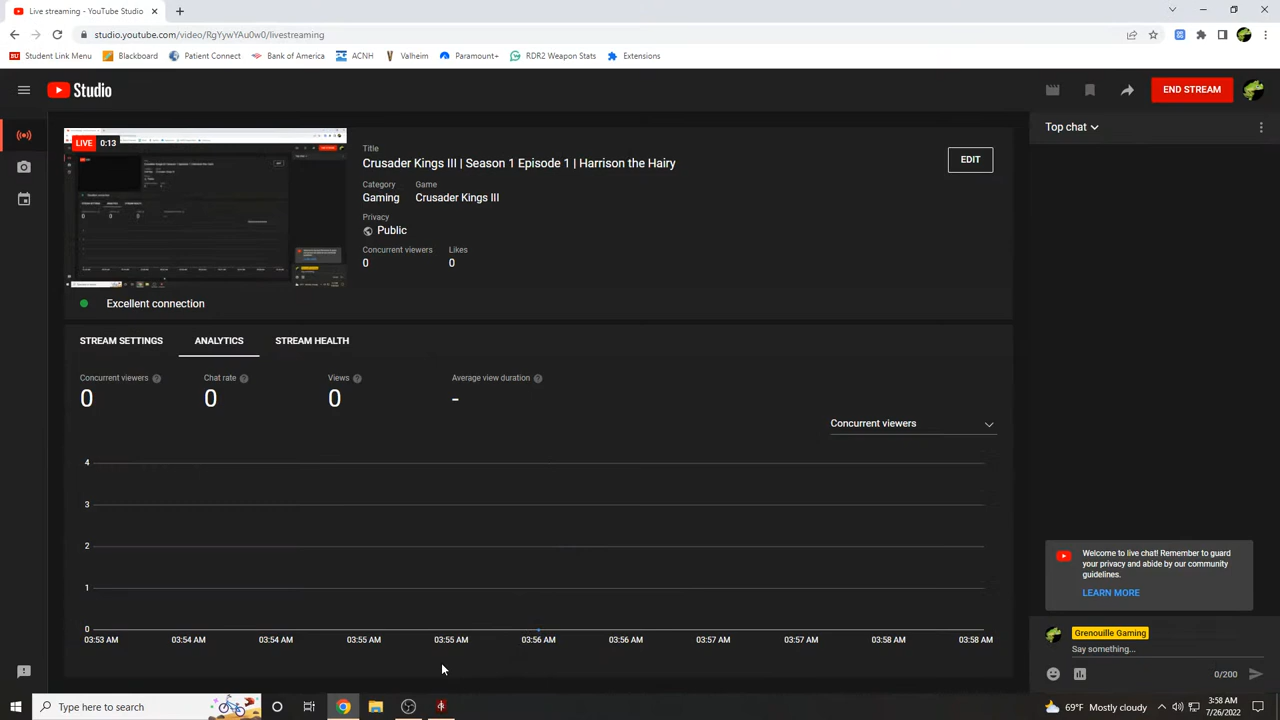 Live streaming - YouTube Studio
studio.youtube.com/video/RgYywYAu0w0/livestreaming
BU Student Link Menu Blackboard Patient Connect Bank of America ACNH Valheim Paramount+ RDR2 Weapon Stats Extensions
Studio
END STREAM
LIVE 0:13
Title
Crusader Kings III | Season 1 Episode 1 | Harrison the Hairy
EDIT
Category Game
Gaming Crusader Kings III
Privacy
Public
Concurrent viewers Likes
0 0
Excellent connection
STREAM SETTINGS ANALYTICS STREAM HEALTH
Concurrent viewers Chat rate Views Average view duration
0 0 0 -
Concurrent viewers
4
3
2
1
0
03:53 AM 03:54 AM 03:54 AM 03:55 AM 03:55 AM 03:56 AM 03:56 AM 03:57 AM 03:57 AM 03:58 AM 03:58 AM
Top chat
Welcome to live chat! Remember to guard
your privacy and abide by our community
guidelines.
LEARN MORE
Grenouille Gaming
Say something...
0/200
Type here to search
69°F Mostly cloudy
3:58 AM
7/26/2022